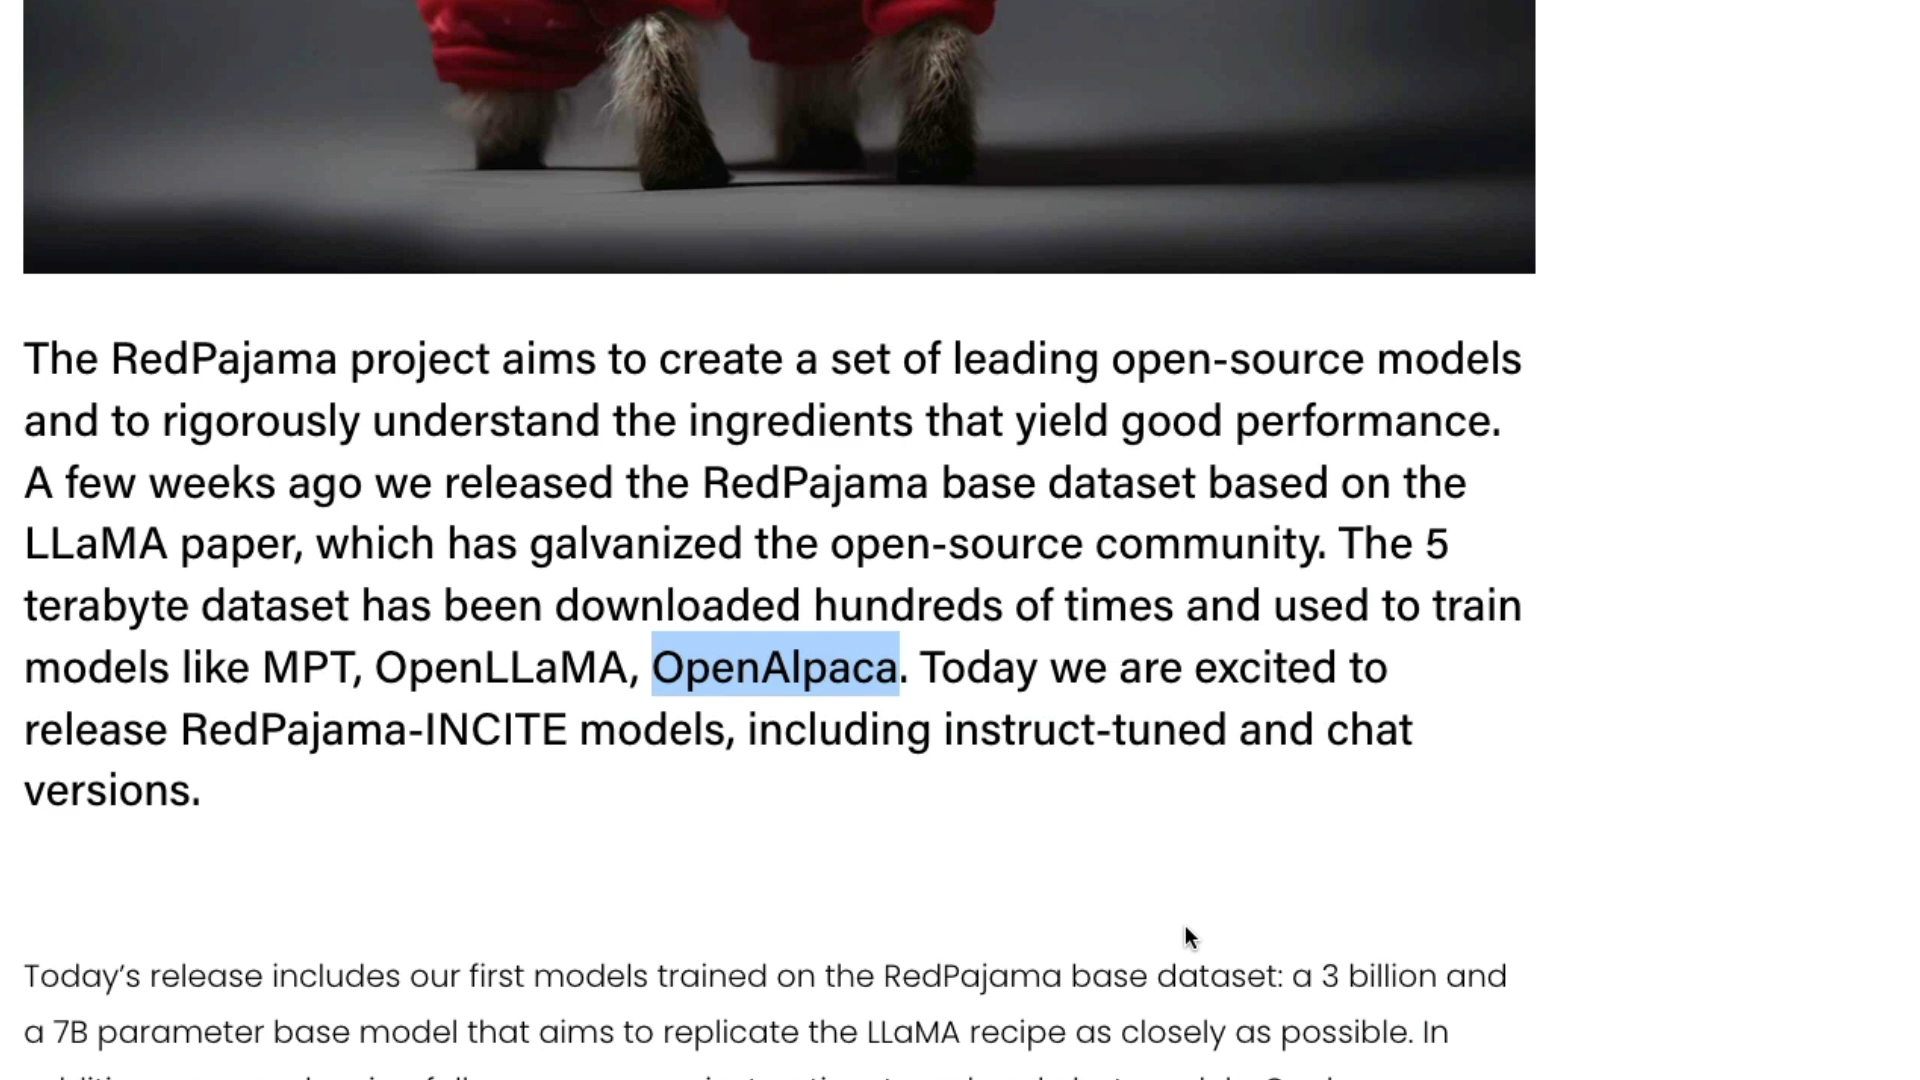 The RedPajama project aims to create a set of leading open-source models
and to rigorously understand the ingredients that yield good performance.
A few weeks ago we released the RedPajama base dataset based on the
LLaMA paper, which has galvanized the open-source community. The 5
terabyte dataset has been downloaded hundreds of times and used to train
models like MPT, OpenLLaMA, OpenAlpaca. Today we are excited to
release RedPajama-INCITE models, including instruct-tuned and chat
versions.
Today’s release includes our first models trained on the RedPajama base dataset: a 3 billion and
a 7B parameter base model that aims to replicate the LLaMA recipe as closely as possible. In